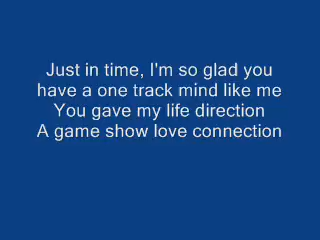 Just in time, I'm so glad you
have a one track mind like me
You gave my life direction
A game show love connection